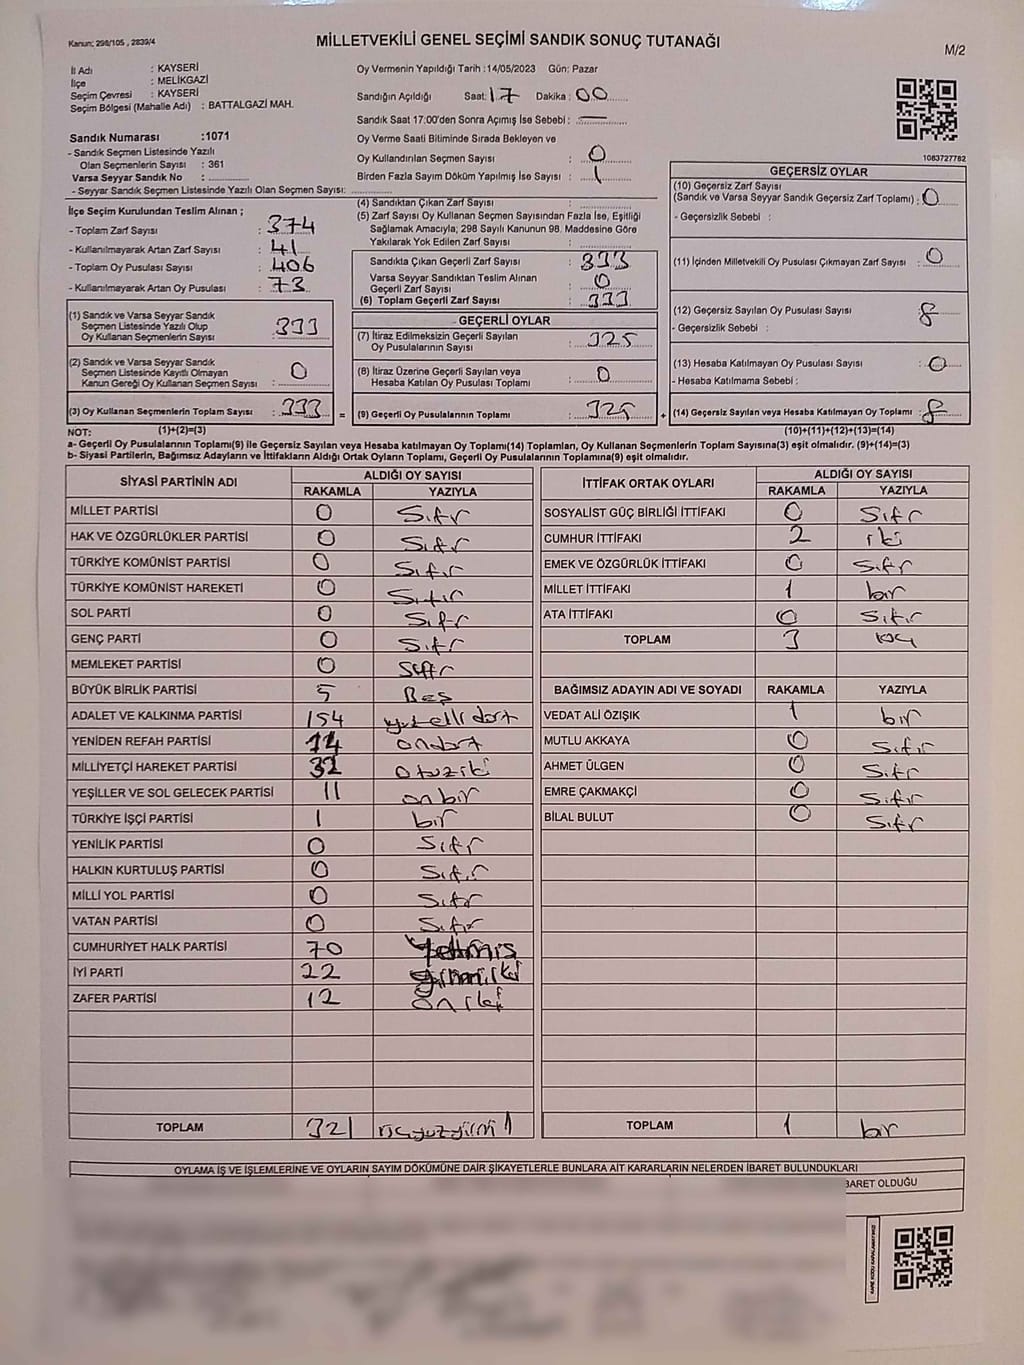 Kanun: 298/105 , 2839/4
MİLLETVEKİLİ GENEL SEÇİMİ SANDIK SONUÇ TUTANAĞI
M/2
İl Adı : KAYSERİ
İlçe : MELİKGAZİ
Seçim Çevresi : KAYSERİ
Seçim Bölgesi (Mahalle Adı) : BATTALGAZİ MAH.
Sandık Numarası :1071
- Sandık Seçmen Listesinde Yazılı
Olan Seçmenlerin Sayısı : 361
Varsa Seyyar Sandık No :
- Seyyar Sandık Seçmen Listesinde Yazılı Olan Seçmen Sayısı:
Oy Vermenin Yapıldığı Tarih :14/05/2023 Gün: Pazar
Sandığın Açıldığı Saat: 17 Dakika : 00
Sandık Saat 17:00'den Sonra Açımış İse Sebebi : —
Oy Verme Saati Bitiminde Sırada Bekleyen ve
Oy Kullandırılan Seçmen Sayısı : 0
Birden Fazla Sayım Döküm Yapılmış İse Sayısı : 1
1083727782
İlçe Seçim Kurulundan Teslim Alınan ;
- Toplam Zarf Sayısı : 374
- Kullanılmayarak Artan Zarf Sayısı : 41
- Toplam Oy Pusulası Sayısı : 406
- Kullanılmayarak Artan Oy Pusulası : 73
(4) Sandıktan Çıkan Zarf Sayısı :
(5) Zarf Sayısı Oy Kullanan Seçmen Sayısından Fazla İse, Eşitliği
Sağlamak Amacıyla; 298 Sayılı Kanunun 98. Maddesine Göre
Yakılarak Yok Edilen Zarf Sayısı :
Sandıkta Çıkan Geçerli Zarf Sayısı : 333
Varsa Seyyar Sandıktan Teslim Alınan
Geçerli Zarf Sayısı : 0
(6) Toplam Geçerli Zarf Sayısı : 333
GEÇERSİZ OYLAR
(10) Geçersiz Zarf Sayısı
(Sandık ve Varsa Seyyar Sandık Geçersiz Zarf Toplamı) : 0
- Geçersizlik Sebebi :
(11) İçinden Milletvekili Oy Pusulası Çıkmayan Zarf Sayısı : 0
(12) Geçersiz Sayılan Oy Pusulası Sayısı : 8
- Geçersizlik Sebebi :
(13) Hesaba Katılmayan Oy Pusulası Sayısı : 0
- Hesaba Katılmama Sebebi :
(1) Sandık ve Varsa Seyyar Sandık
Seçmen Listesinde Yazılı Olup
Oy Kullanan Seçmenlerin Sayısı : 333
(2) Sandık ve Varsa Seyyar Sandık
Seçmen Listesinde Kayıtlı Olmayan
Kanun Gereği Oy Kullanan Seçmen Sayısı : 0
GEÇERLİ OYLAR
(7) İtiraz Edilmeksizin Geçerli Sayılan
Oy Pusulalarının Sayısı : 325
(8) İtiraz Üzerine Geçerli Sayılan veya
Hesaba Katılan Oy Pusulası Toplamı : 0
(3) Oy Kullanan Seçmenlerin Toplam Sayısı : 333 = (9) Geçerli Oy Pusulalarının Toplamı : 325 + (14) Geçersiz Sayılan veya Hesaba Katılmayan Oy Toplamı : 8
NOT: (1)+(2)=(3) (10)+(11)+(12)+(13)=(14)
a- Geçerli Oy Pusulalarının Toplamı(9) ile Geçersiz Sayılan veya Hesaba katılmayan Oy Toplamı(14) Toplamları, Oy Kullanan Seçmenlerin Toplam Sayısına(3) eşit olmalıdır. (9)+(14)=(3)
b- Siyasi Partilerin, Bağımsız Adayların ve İttifakların Aldığı Ortak Oyların Toplamı, Geçerli Oy Pusulalarının Toplamına(9) eşit olmalıdır.
SİYASİ PARTİNİN ADI ALDIĞI OY SAYISI
RAKAMLA YAZIYLA
MİLLET PARTİSİ 0 Sıfır
HAK VE ÖZGÜRLÜKLER PARTİSİ 0 Sıfır
TÜRKİYE KOMÜNİST PARTİSİ 0 Sıfır
TÜRKİYE KOMÜNİST HAREKETİ 0 Sıfır
SOL PARTİ 0 Sıfır
GENÇ PARTİ 0 Sıfır
MEMLEKET PARTİSİ 0 Sıfır
BÜYÜK BİRLİK PARTİSİ 5 Beş
ADALET VE KALKINMA PARTİSİ 154 yüzellidört
YENİDEN REFAH PARTİSİ 14 ondört
MİLLİYETÇİ HAREKET PARTİSİ 32 otuziki
YEŞİLLER VE SOL GELECEK PARTİSİ 11 onbir
TÜRKİYE İŞÇİ PARTİSİ 1 bir
YENİLİK PARTİSİ 0 Sıfır
HALKIN KURTULUŞ PARTİSİ 0 Sıfır
MİLLİ YOL PARTİSİ 0 Sıfır
VATAN PARTİSİ 0 Sıfır
CUMHURİYET HALK PARTİSİ 70 Yetmiş
İYİ PARTİ 22 yirmiiki
ZAFER PARTİSİ 12 oniki
TOPLAM 321 üçyüzyirmi1
İTTİFAK ORTAK OYLARI ALDIĞI OY SAYISI
RAKAMLA YAZIYLA
SOSYALİST GÜÇ BİRLİĞİ İTTİFAKI 0 Sıfır
CUMHUR İTTİFAKI 2 iki
EMEK VE ÖZGÜRLÜK İTTİFAKI 0 Sıfır
MİLLET İTTİFAKI 1 bir
ATA İTTİFAKI 0 Sıfır
TOPLAM 3 üç
BAĞIMSIZ ADAYIN ADI VE SOYADI RAKAMLA YAZIYLA
VEDAT ALİ ÖZIŞIK 1 bir
MUTLU AKKAYA 0 Sıfır
AHMET ÜLGEN 0 Sıfır
EMRE ÇAKMAKÇİ 0 Sıfır
BİLAL BULUT 0 Sıfır
TOPLAM 1 bir
OYLAMA İŞ VE İŞLEMLERİNE VE OYLARIN SAYIM DÖKÜMÜNE DAİR ŞİKAYETLERLE BUNLARA AİT KARARLARIN NELERDEN İBARET BULUNDUKLARI
BARET OLDUĞU
KARE KODU KARALAMAYINIZ